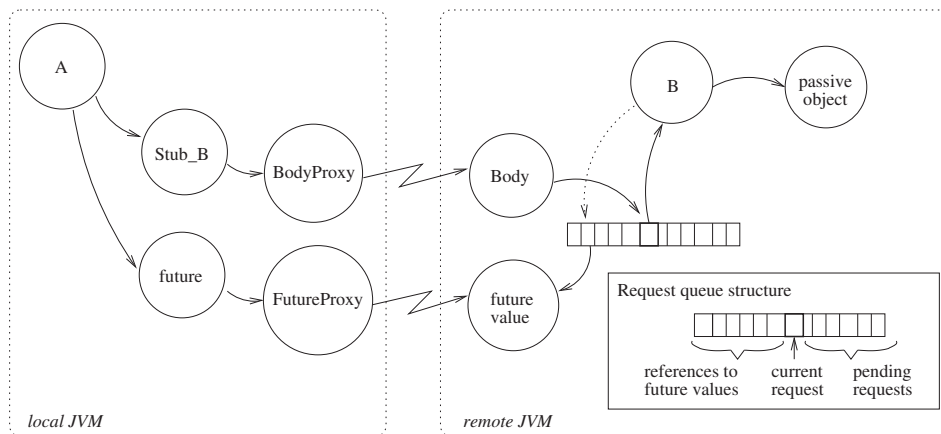 A
Stub_B
BodyProxy
future
FutureProxy
local JVM
B
passive
object
Body
future
value
remote JVM
Request queue structure
references to
future values
current
request
pending
requests